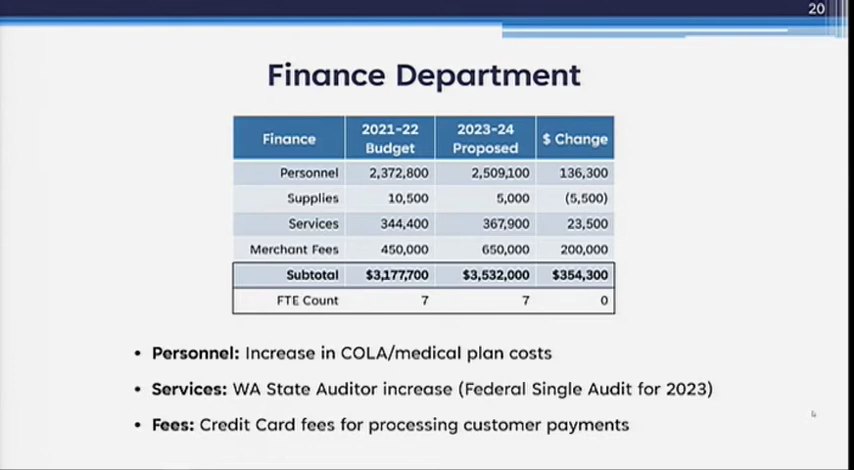 20
Finance Department
Finance 2021-22 Budget 2023-24 Proposed $ Change
Personnel 2,372,800 2,509,100 136,300
Supplies 10,500 5,000 (5,500)
Services 344,400 367,900 23,500
Merchant Fees 450,000 650,000 200,000
Subtotal $3,177,700 $3,532,000 $354,300
FTE Count 7 7 0
• Personnel: Increase in COLA/medical plan costs
• Services: WA State Auditor increase (Federal Single Audit for 2023)
• Fees: Credit Card fees for processing customer payments